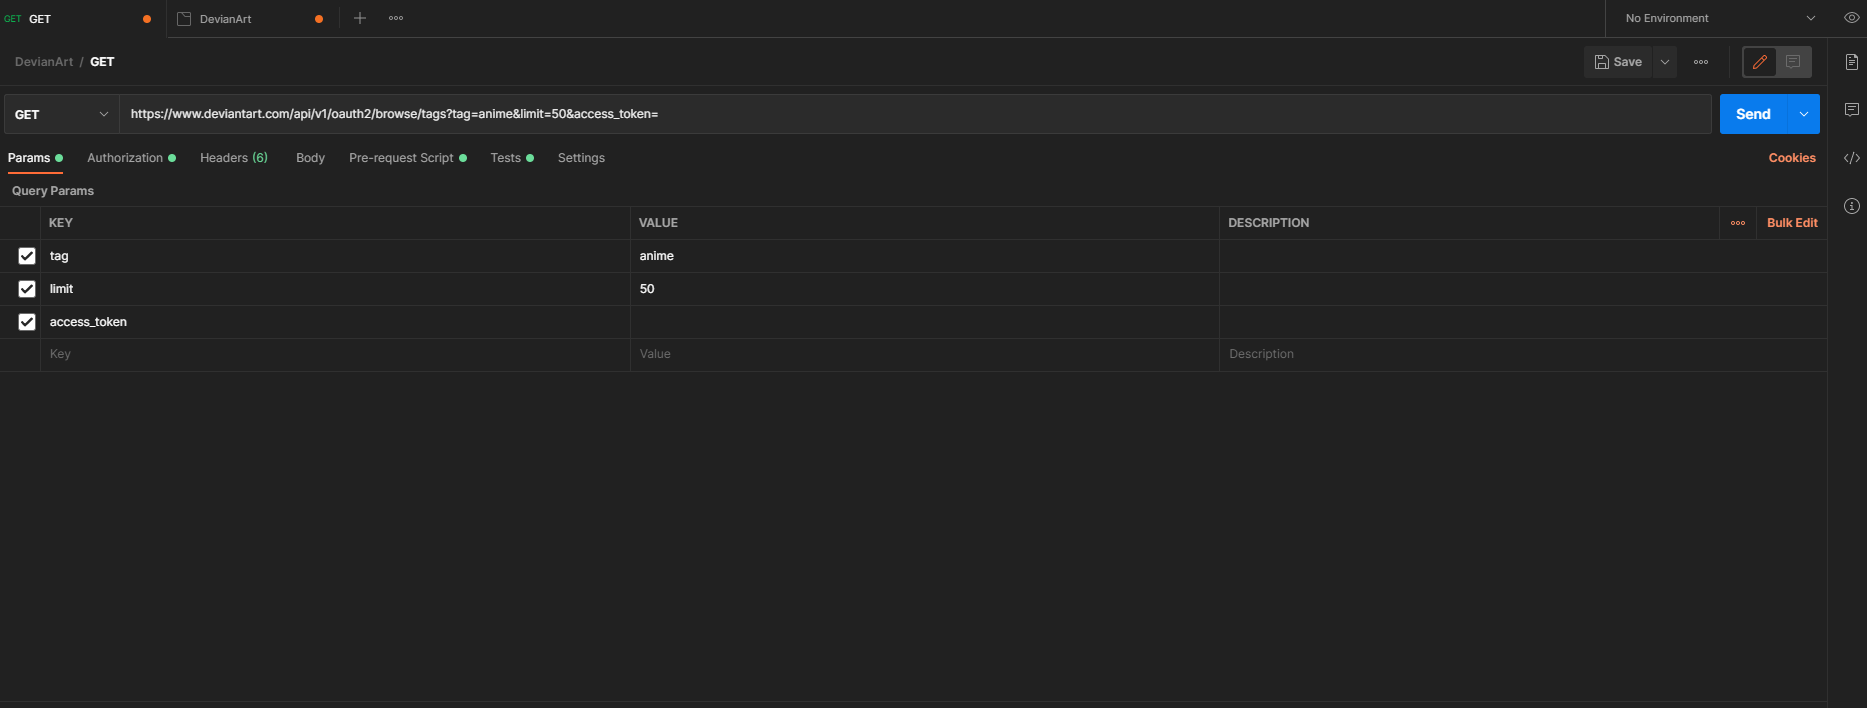 GET GET
DevianArt
No Environment
DevianArt / GET
Save
GET
https://www.deviantart.com/api/v1/oauth2/browse/tags?tag=anime&limit=50&access_token=
Send
Params
Authorization
Headers (6)
Body
Pre-request Script
Tests
Settings
Cookies
Query Params
KEY
VALUE
DESCRIPTION
Bulk Edit
tag
anime
limit
50
access_token
Key
Value
Description